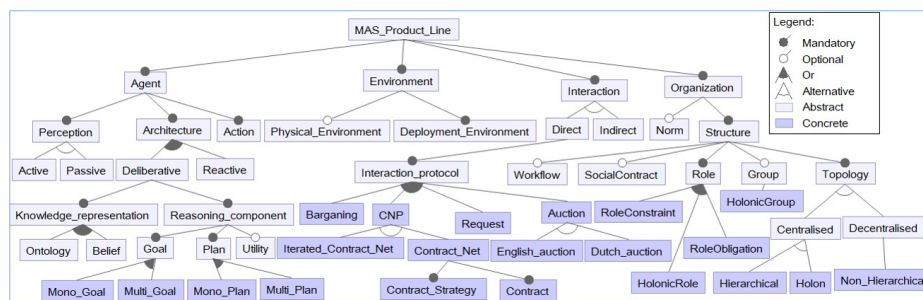 MAS_Product_Line
Legend:
Mandatory
Optional
Or
Alternative
Abstract
Concrete
Agent
Environment
Interaction
Organization
Perception
Architecture
Action
Physical_Environment
Deployment_Environment
Direct
Indirect
Norm
Structure
Active
Passive
Deliberative
Reactive
Interaction_protocol
Workflow
SocialContract
Role
Group
Topology
Knowledge_representation
Reasoning_component
Barganing
CNP
Request
Auction
RoleConstraint
HolonicGroup
Centralised
Decentralised
Ontology
Belief
Goal
Plan
Utility
Iterated_Contract_Net
Contract_Net
English_auction
Dutch_auction
RoleObligation
Mono_Goal
Multi_Goal
Mono_Plan
Multi_Plan
Contract_Strategy
Contract
HolonicRole
Hierarchical
Holon
Non_Hierarchical